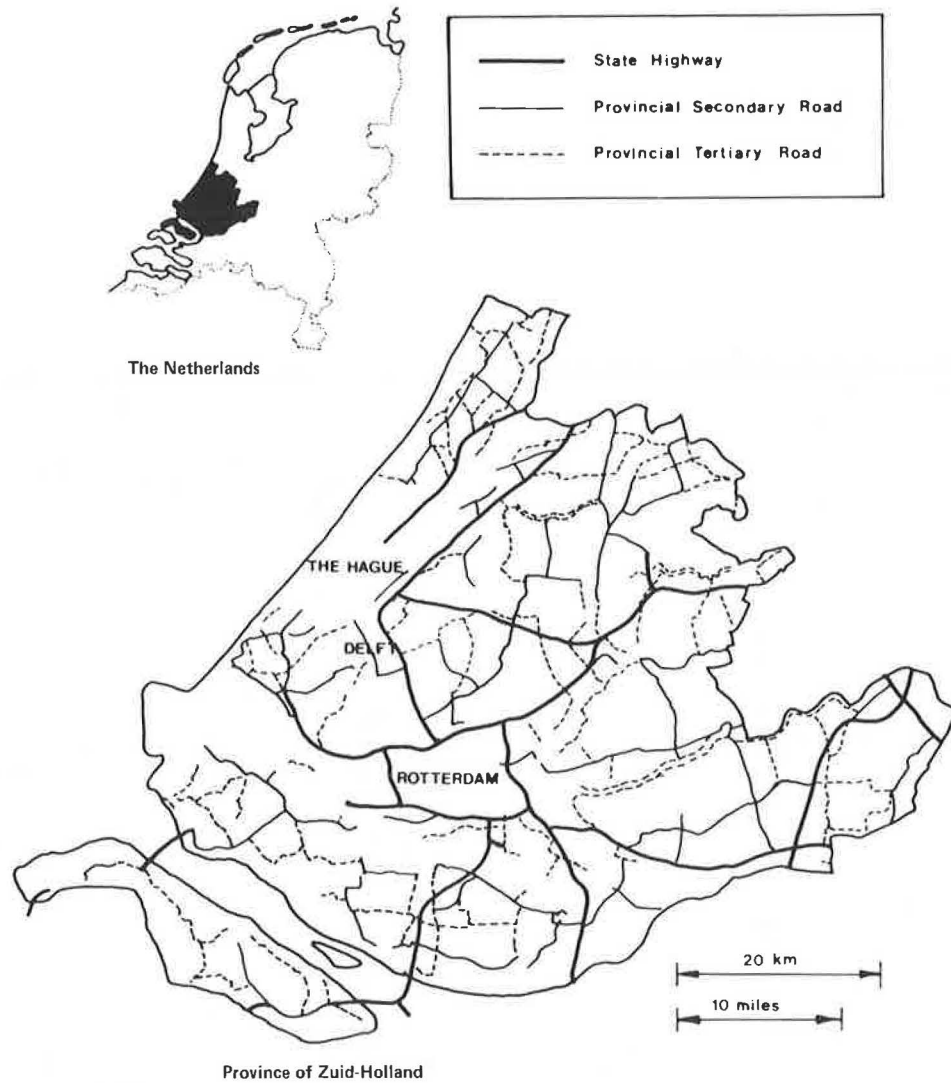 State Highway
Provincial Secondary Road
Provincial Tertiary Road
The Netherlands
THE HAGUE
DELFT
ROTTERDAM
20 km
10 miles
Province of Zuid-Holland